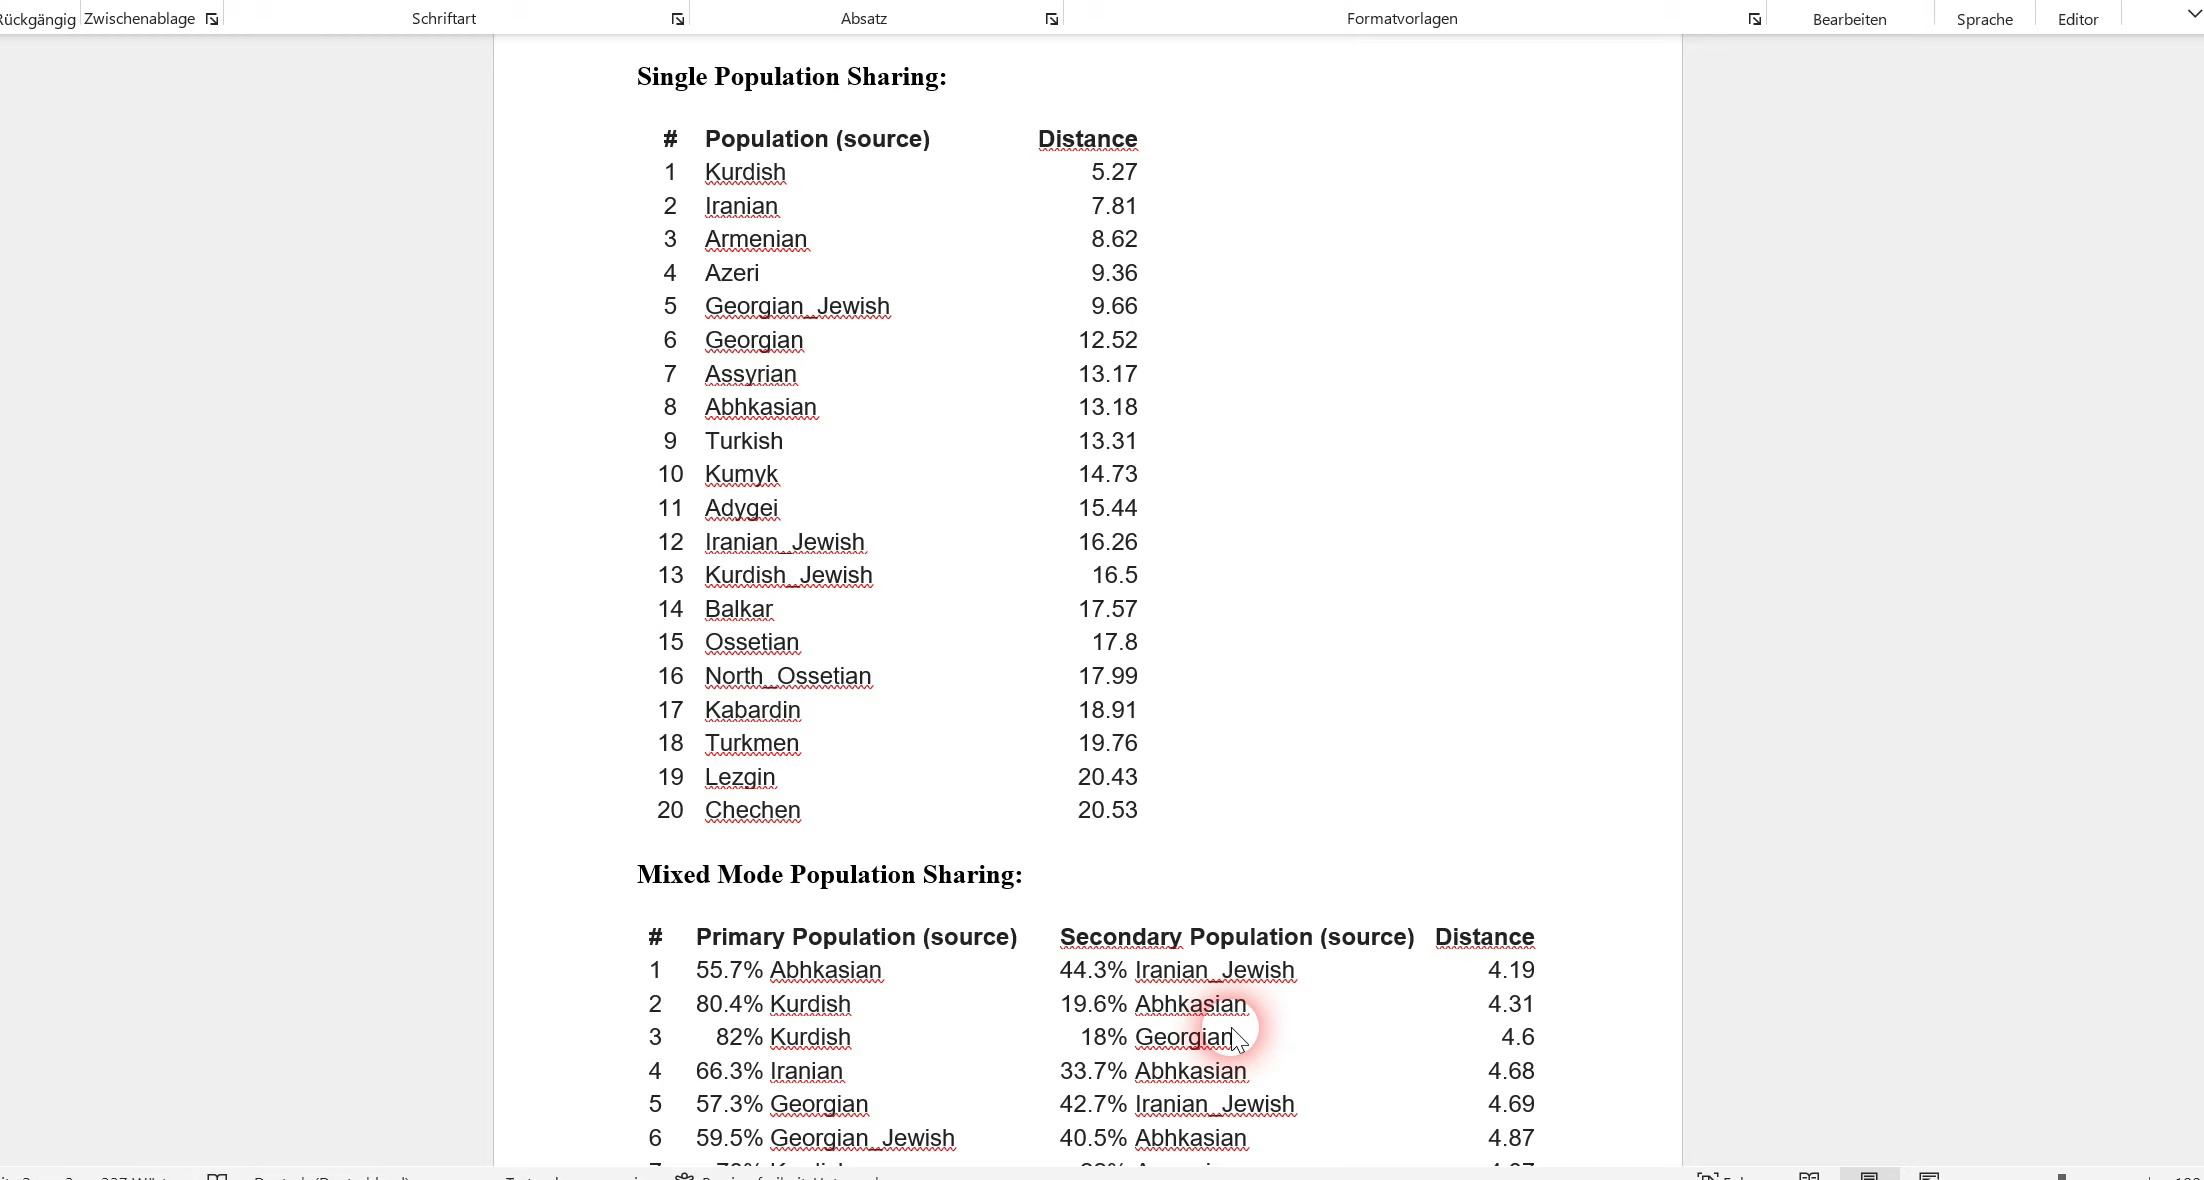 Rückgängig Zwischenablage Schriftart Absatz Formatvorlagen Bearbeiten Sprache Editor
Single Population Sharing:
# Population (source) Distance
1 Kurdish 5.27
2 Iranian 7.81
3 Armenian 8.62
4 Azeri 9.36
5 Georgian_Jewish 9.66
6 Georgian 12.52
7 Assyrian 13.17
8 Abhkasian 13.18
9 Turkish 13.31
10 Kumyk 14.73
11 Adygei 15.44
12 Iranian_Jewish 16.26
13 Kurdish_Jewish 16.5
14 Balkar 17.57
15 Ossetian 17.8
16 North_Ossetian 17.99
17 Kabardin 18.91
18 Turkmen 19.76
19 Lezgin 20.43
20 Chechen 20.53
Mixed Mode Population Sharing:
# Primary Population (source) Secondary Population (source) Distance
1 55.7% Abhkasian 44.3% Iranian_Jewish 4.19
2 80.4% Kurdish 19.6% Abhkasian 4.31
3 82% Kurdish 18% Georgian 4.6
4 66.3% Iranian 33.7% Abhkasian 4.68
5 57.3% Georgian 42.7% Iranian_Jewish 4.69
6 59.5% Georgian_Jewish 40.5% Abhkasian 4.87